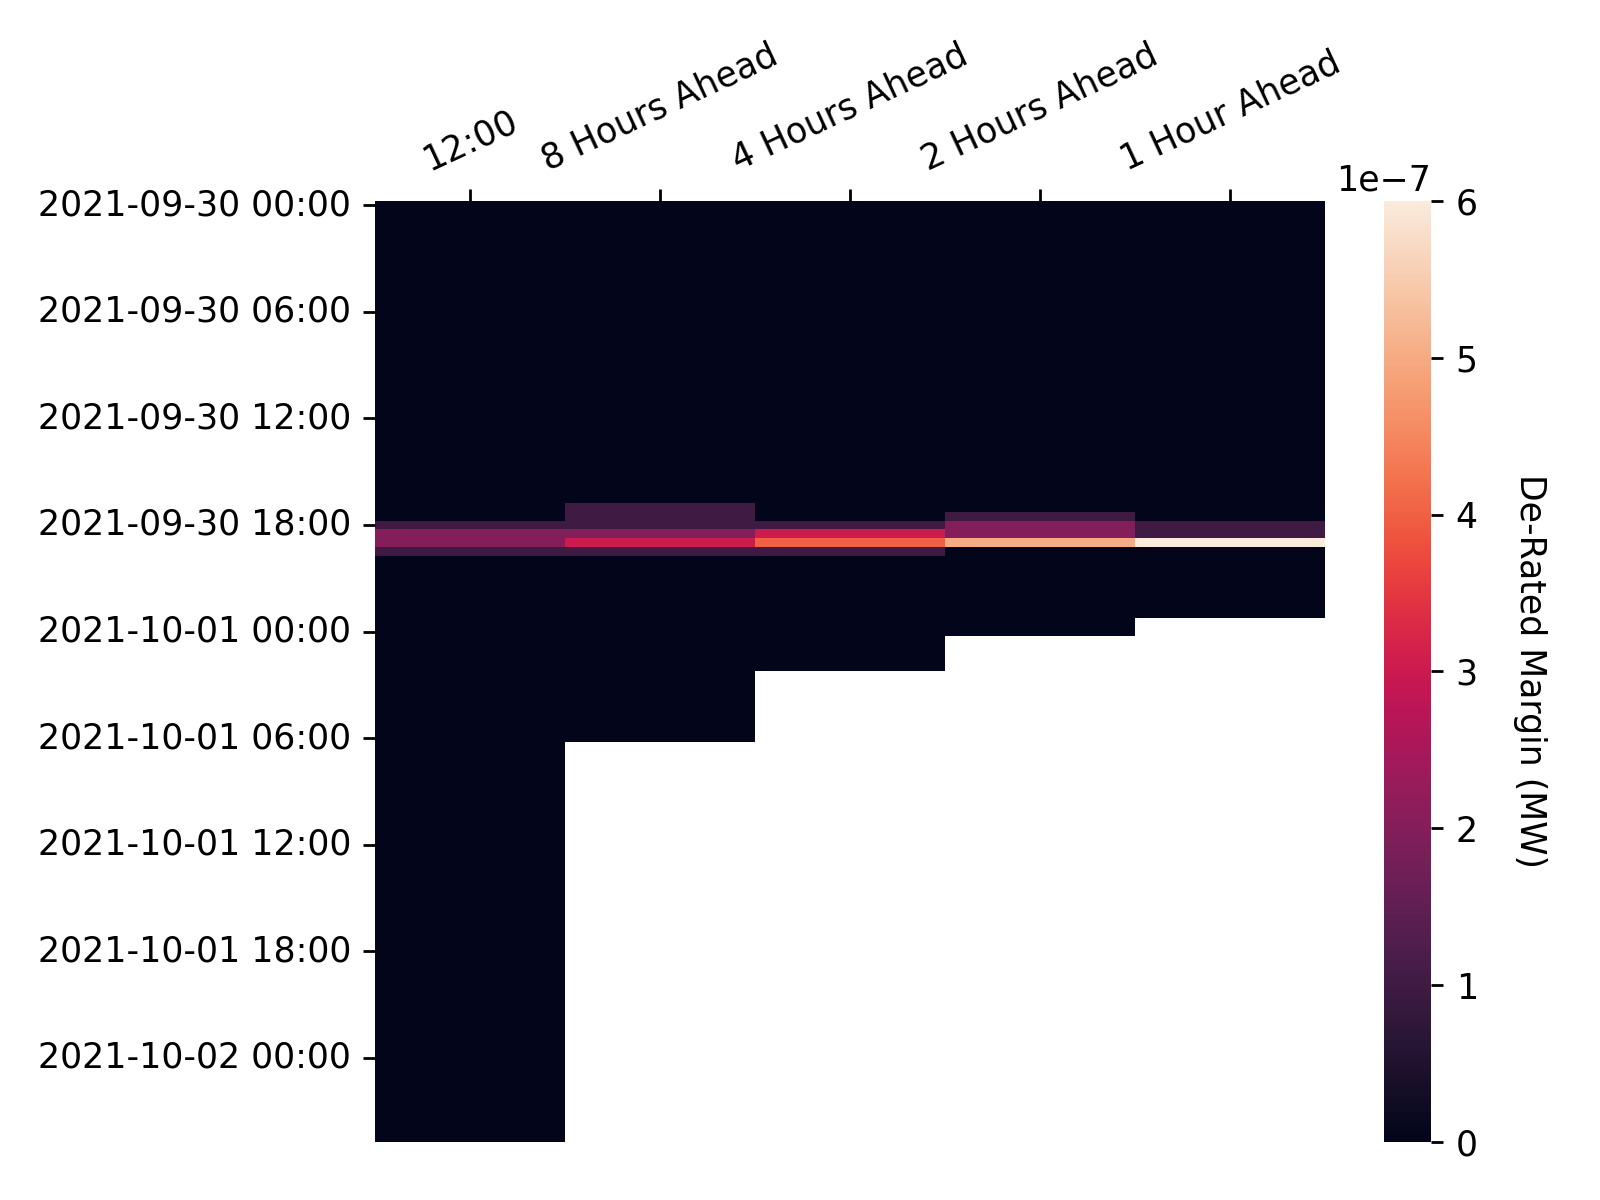 12:00
8 Hours Ahead
4 Hours Ahead
2 Hours Ahead
1 Hour Ahead
2021-09-30 00:00
2021-09-30 06:00
2021-09-30 12:00
2021-09-30 18:00
2021-10-01 00:00
2021-10-01 06:00
2021-10-01 12:00
2021-10-01 18:00
2021-10-02 00:00
1e−7
6
5
4
3
2
1
0
De-Rated Margin (MW)